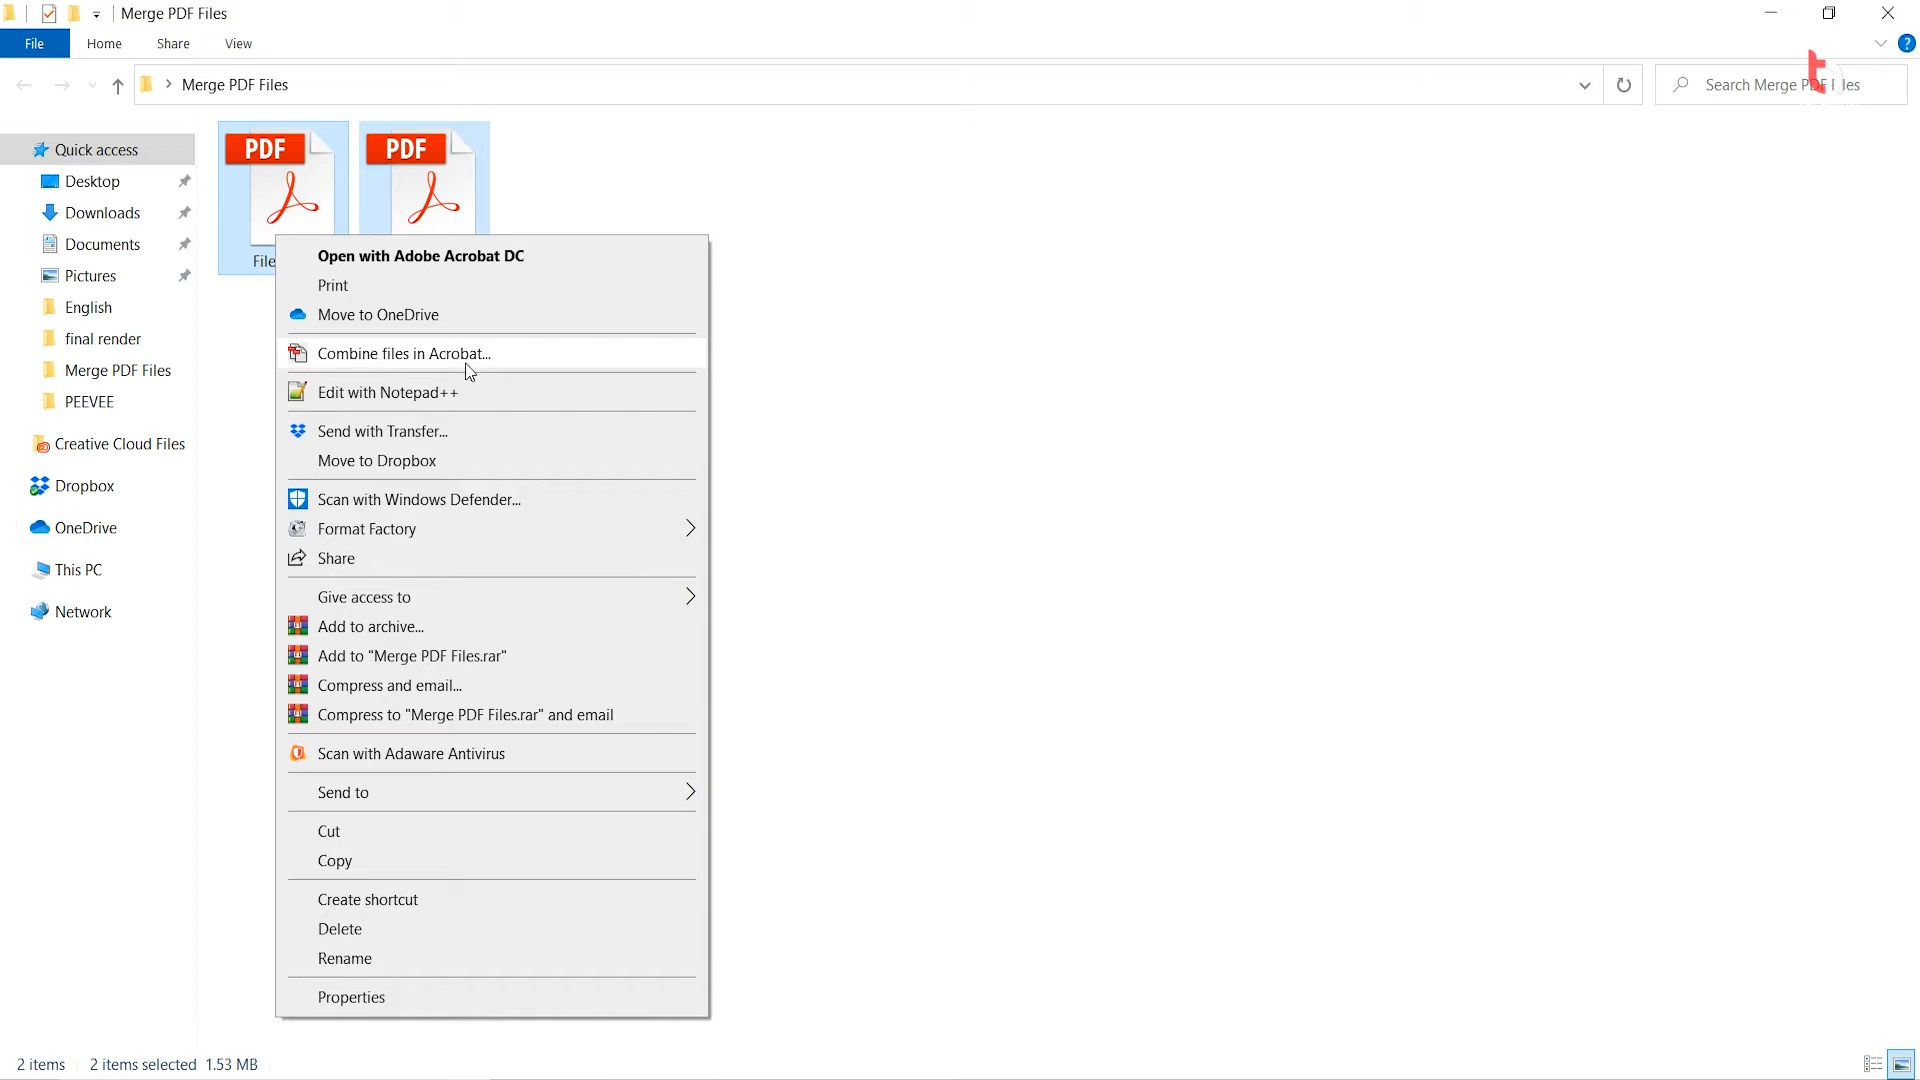 Merge PDF Files
File
Home
Share
View
Merge PDF Files
Search Merge PDF Files
Quick access
Desktop
Downloads
Documents
Pictures
English
final render
Merge PDF Files
PEEVEE
Creative Cloud Files
Dropbox
OneDrive
This PC
Network
PDF
PDF
File
Open with Adobe Acrobat DC
Print
Move to OneDrive
Combine files in Acrobat...
Edit with Notepad++
Send with Transfer...
Move to Dropbox
Scan with Windows Defender...
Format Factory
Share
Give access to
Add to archive...
Add to "Merge PDF Files.rar"
Compress and email...
Compress to "Merge PDF Files.rar" and email
Scan with Adaware Antivirus
Send to
Cut
Copy
Create shortcut
Delete
Rename
Properties
2 items
2 items selected 1.53 MB